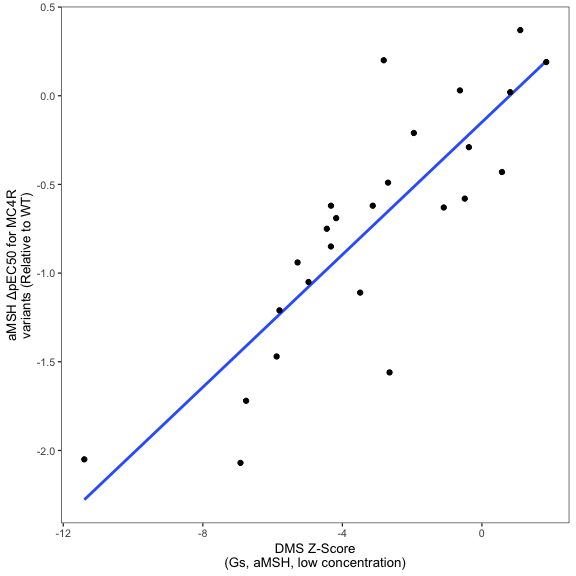 0.5
0.0
-0.5
-1.0
-1.5
-2.0
aMSH ΔpEC50 for MC4R
variants (Relative to WT)
-12
-8
-4
0
DMS Z-Score
(Gs, aMSH, low concentration)